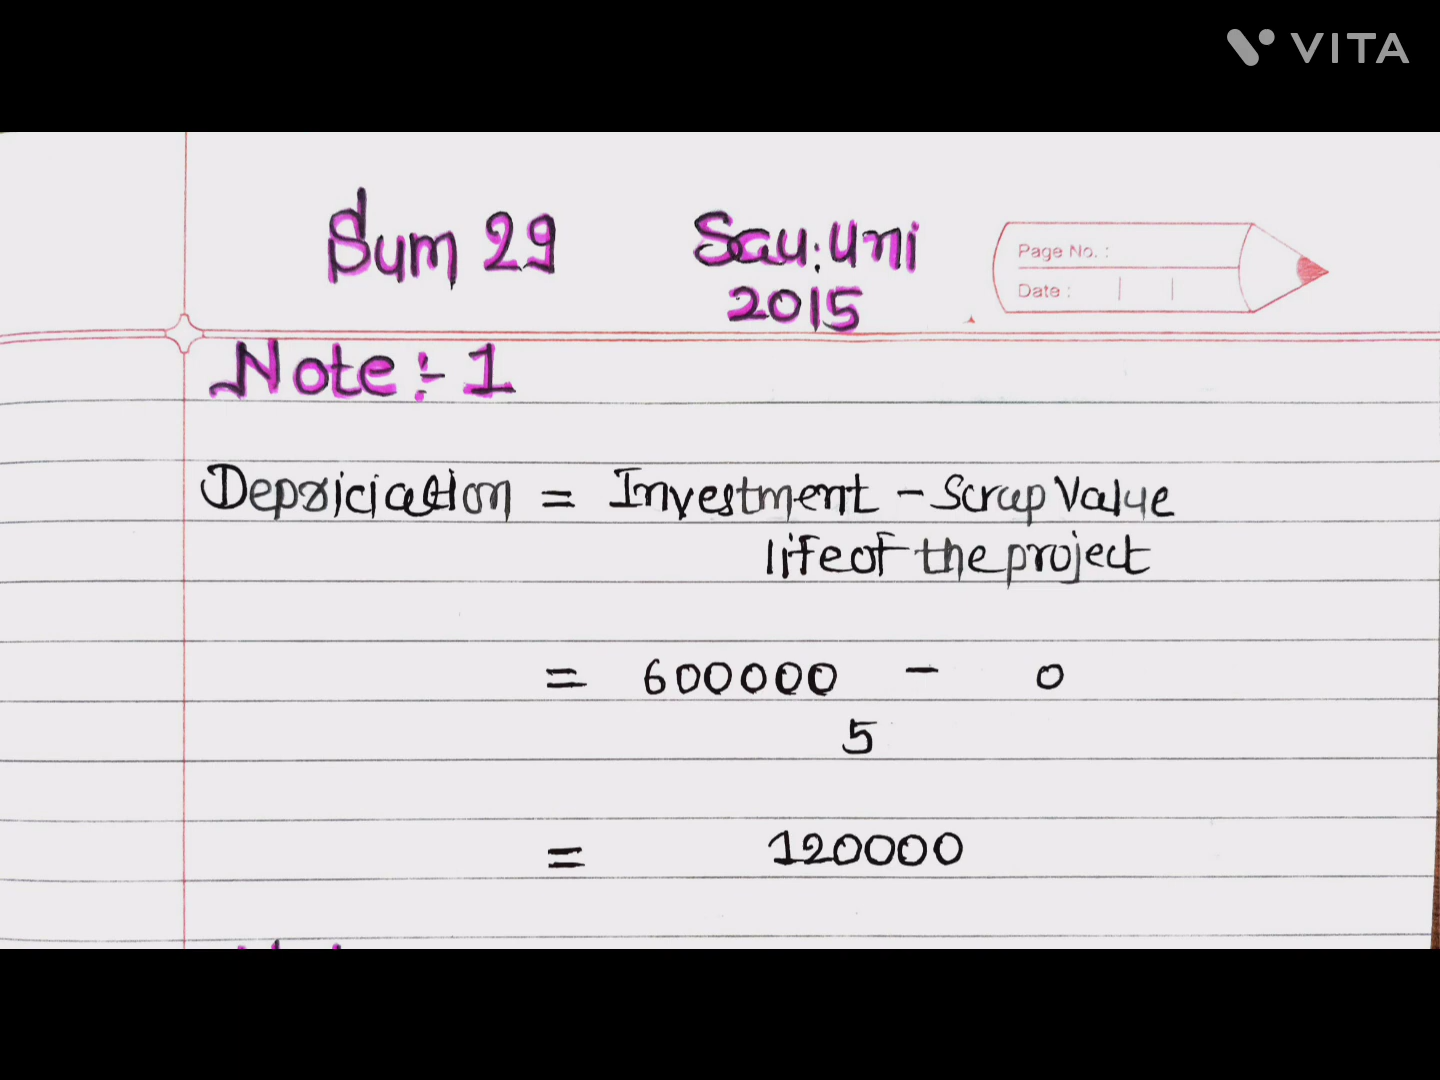 VITA
Sum 29 Sau.Uni
2015
Page No. :
Date :
Note :- 1
Depriciation = Investment - Scrap Value
life of the project
= 600000 - 0
5
= 120000